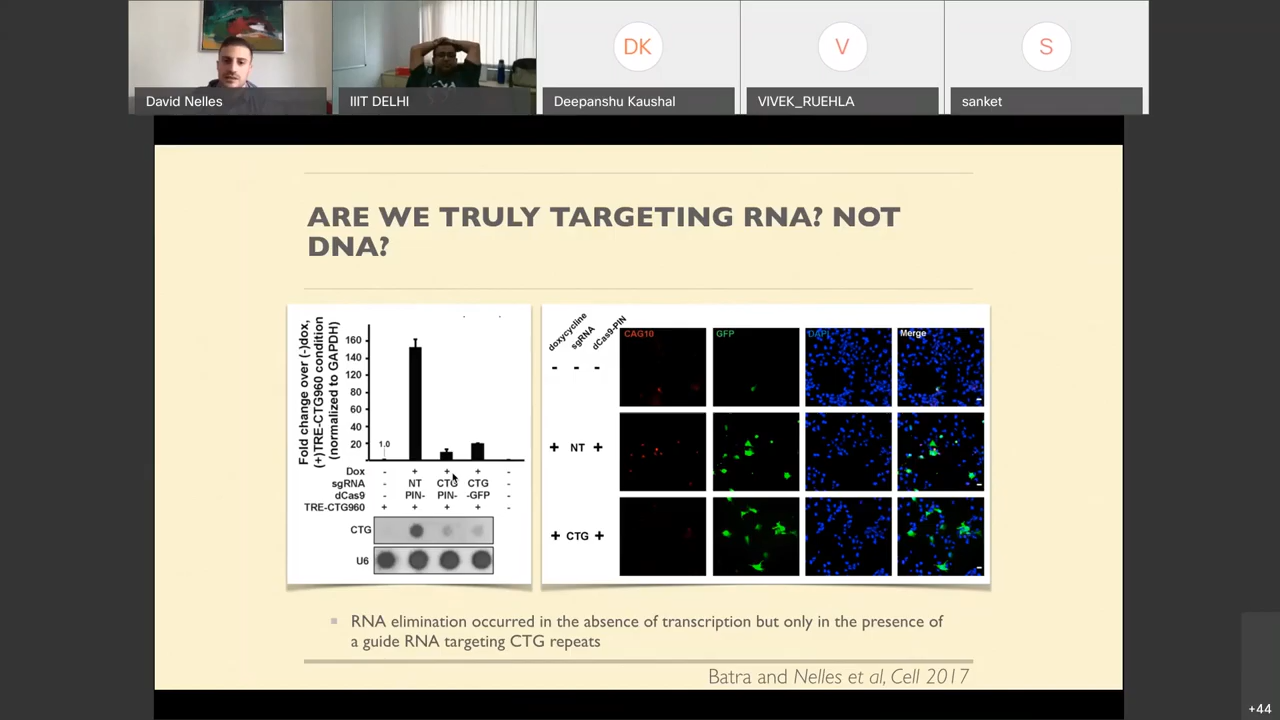 DK
V
S
David Nelles
IIIT DELHI
Deepanshu Kaushal
VIVEK_RUEHLA
sanket
ARE WE TRULY TARGETING RNA? NOT
DNA?
Fold change over (-)dox,
(+)TRE-CTG960 condition
(normalized to GAPDH)
160
140
120
100
80
60
40
20
1.0
Dox - + + + -
sgRNA - NT CTG CTG -
dCas9 - PIN- PIN- -GFP -
TRE-CTG960 + + + + -
CTG
U6
doxycycline
sgRNA
dCas9-PIN
CAG10 GFP DAPI Merge
- - -
+ NT +
+ CTG +
RNA elimination occurred in the absence of transcription but only in the presence of
a guide RNA targeting CTG repeats
Batra and Nelles et al, Cell 2017
+44